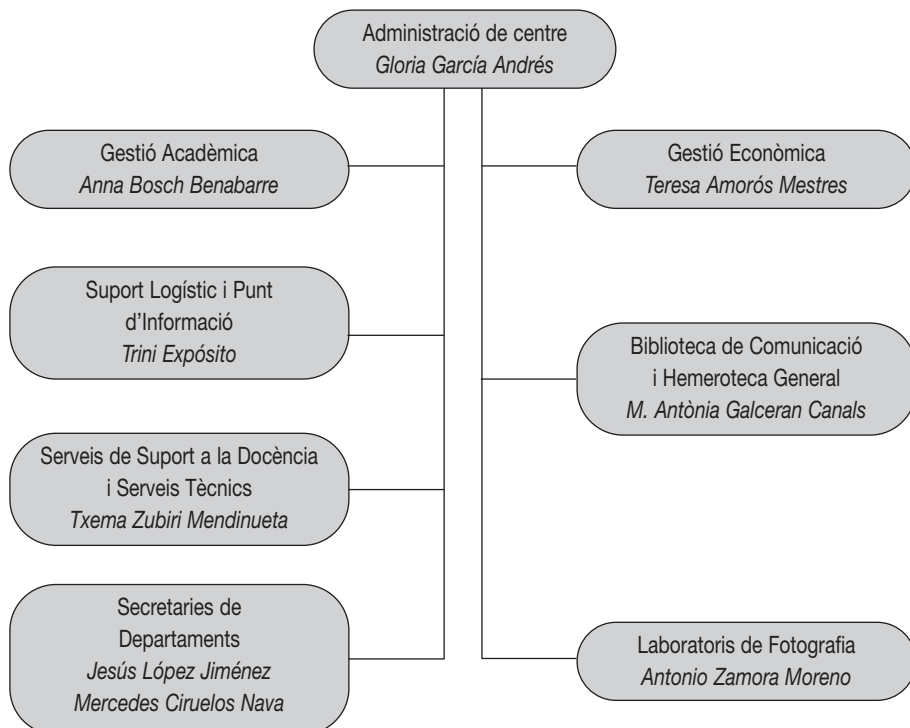 Administració de centre
Gloria García Andrés
Gestió Acadèmica
Anna Bosch Benabarre
Gestió Econòmica
Teresa Amorós Mestres
Suport Logístic i Punt
d’Informació
Trini Expósito
Biblioteca de Comunicació
i Hemeroteca General
M. Antònia Galceran Canals
Serveis de Suport a la Docència
i Serveis Tècnics
Txema Zubiri Mendinueta
Secretaries de
Departaments
Jesús López Jiménez
Mercedes Ciruelos Nava
Laboratoris de Fotografia
Antonio Zamora Moreno